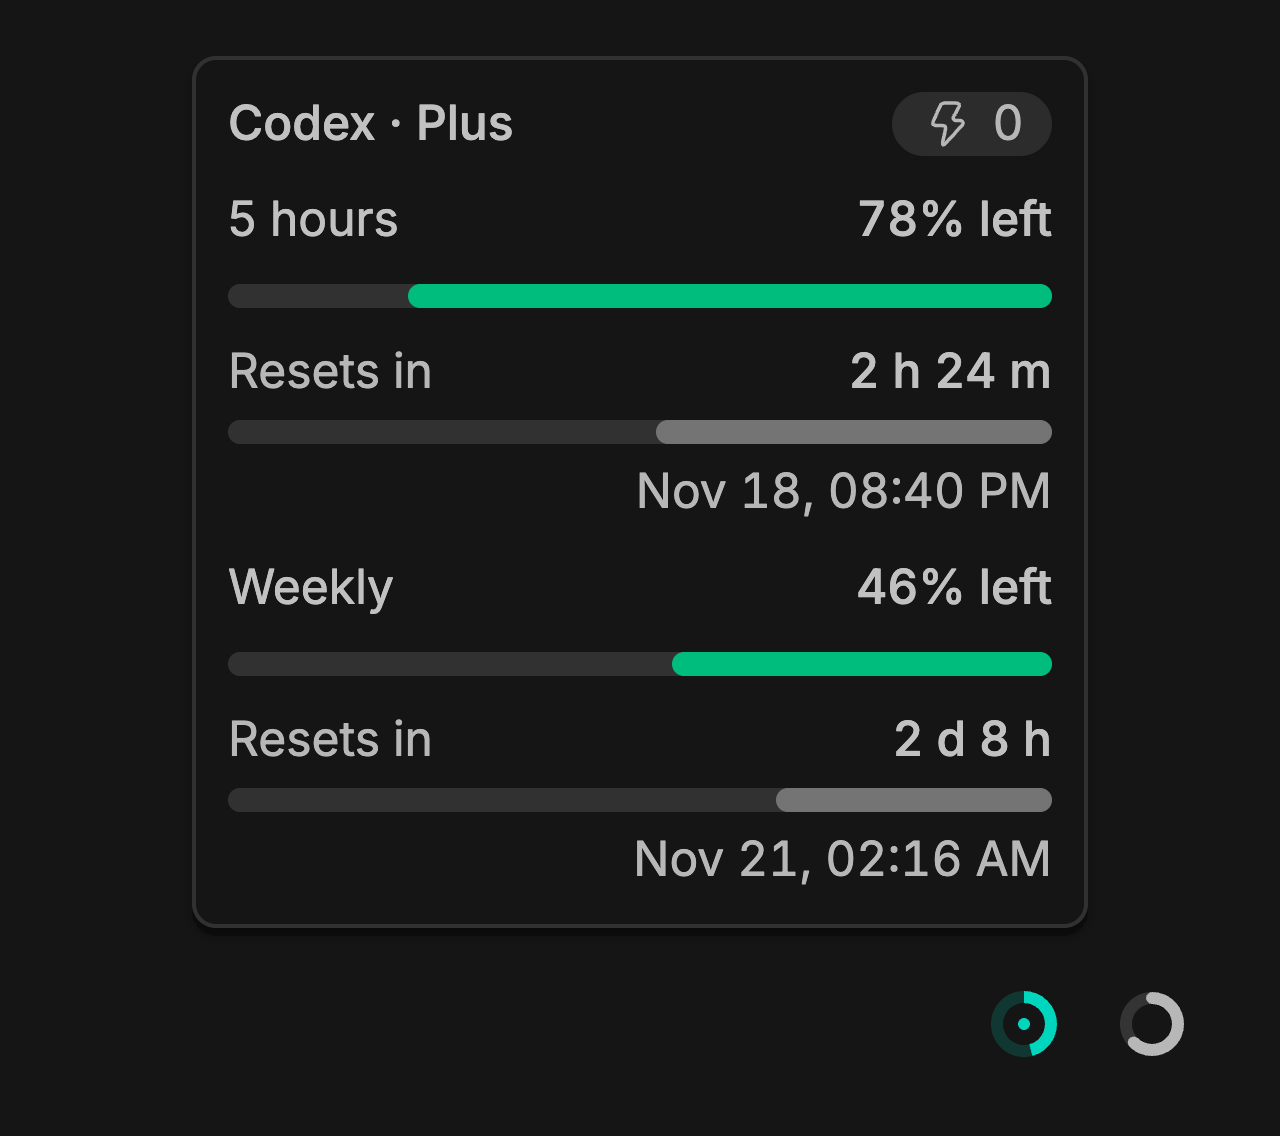 Codex · Plus 0
5 hours 78% left
Resets in 2 h 24 m
Nov 18, 08:40 PM
Weekly 46% left
Resets in 2 d 8 h
Nov 21, 02:16 AM